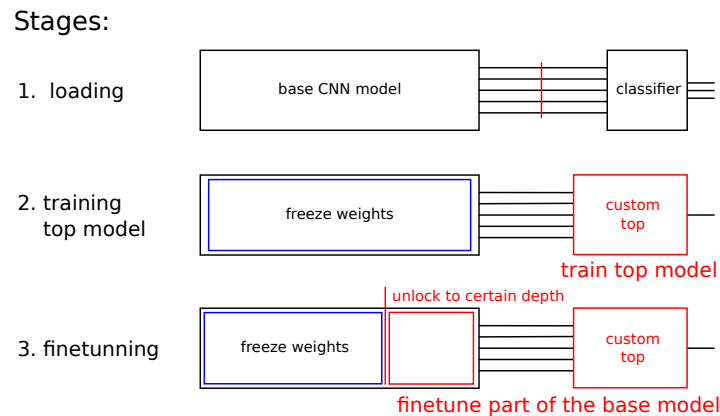 Stages:
1. loading
base CNN model
classifier
2. training
top model
freeze weights
custom
top
train top model
unlock to certain depth
3. finetunning
freeze weights
custom
top
finetune part of the base model